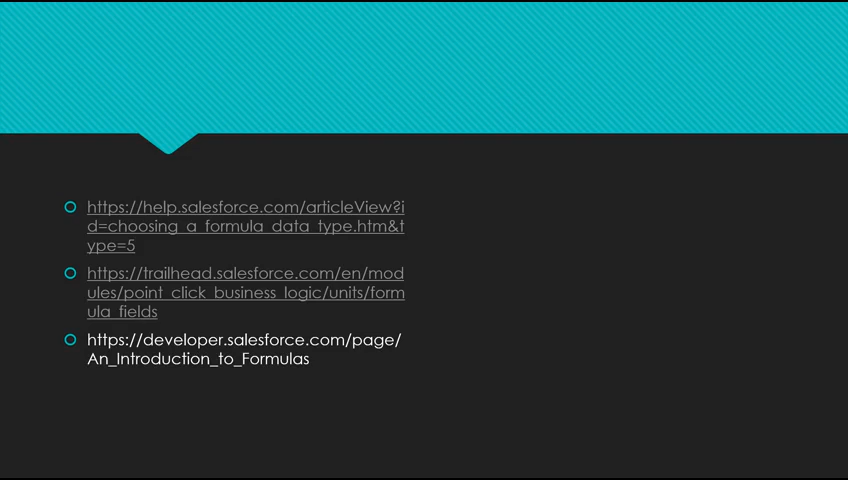 https://help.salesforce.com/articleView?i
d=choosing_a_formula_data_type.htm&t
ype=5
https://trailhead.salesforce.com/en/mod
ules/point_click_business_logic/units/form
ula_fields
https://developer.salesforce.com/page/
An_Introduction_to_Formulas